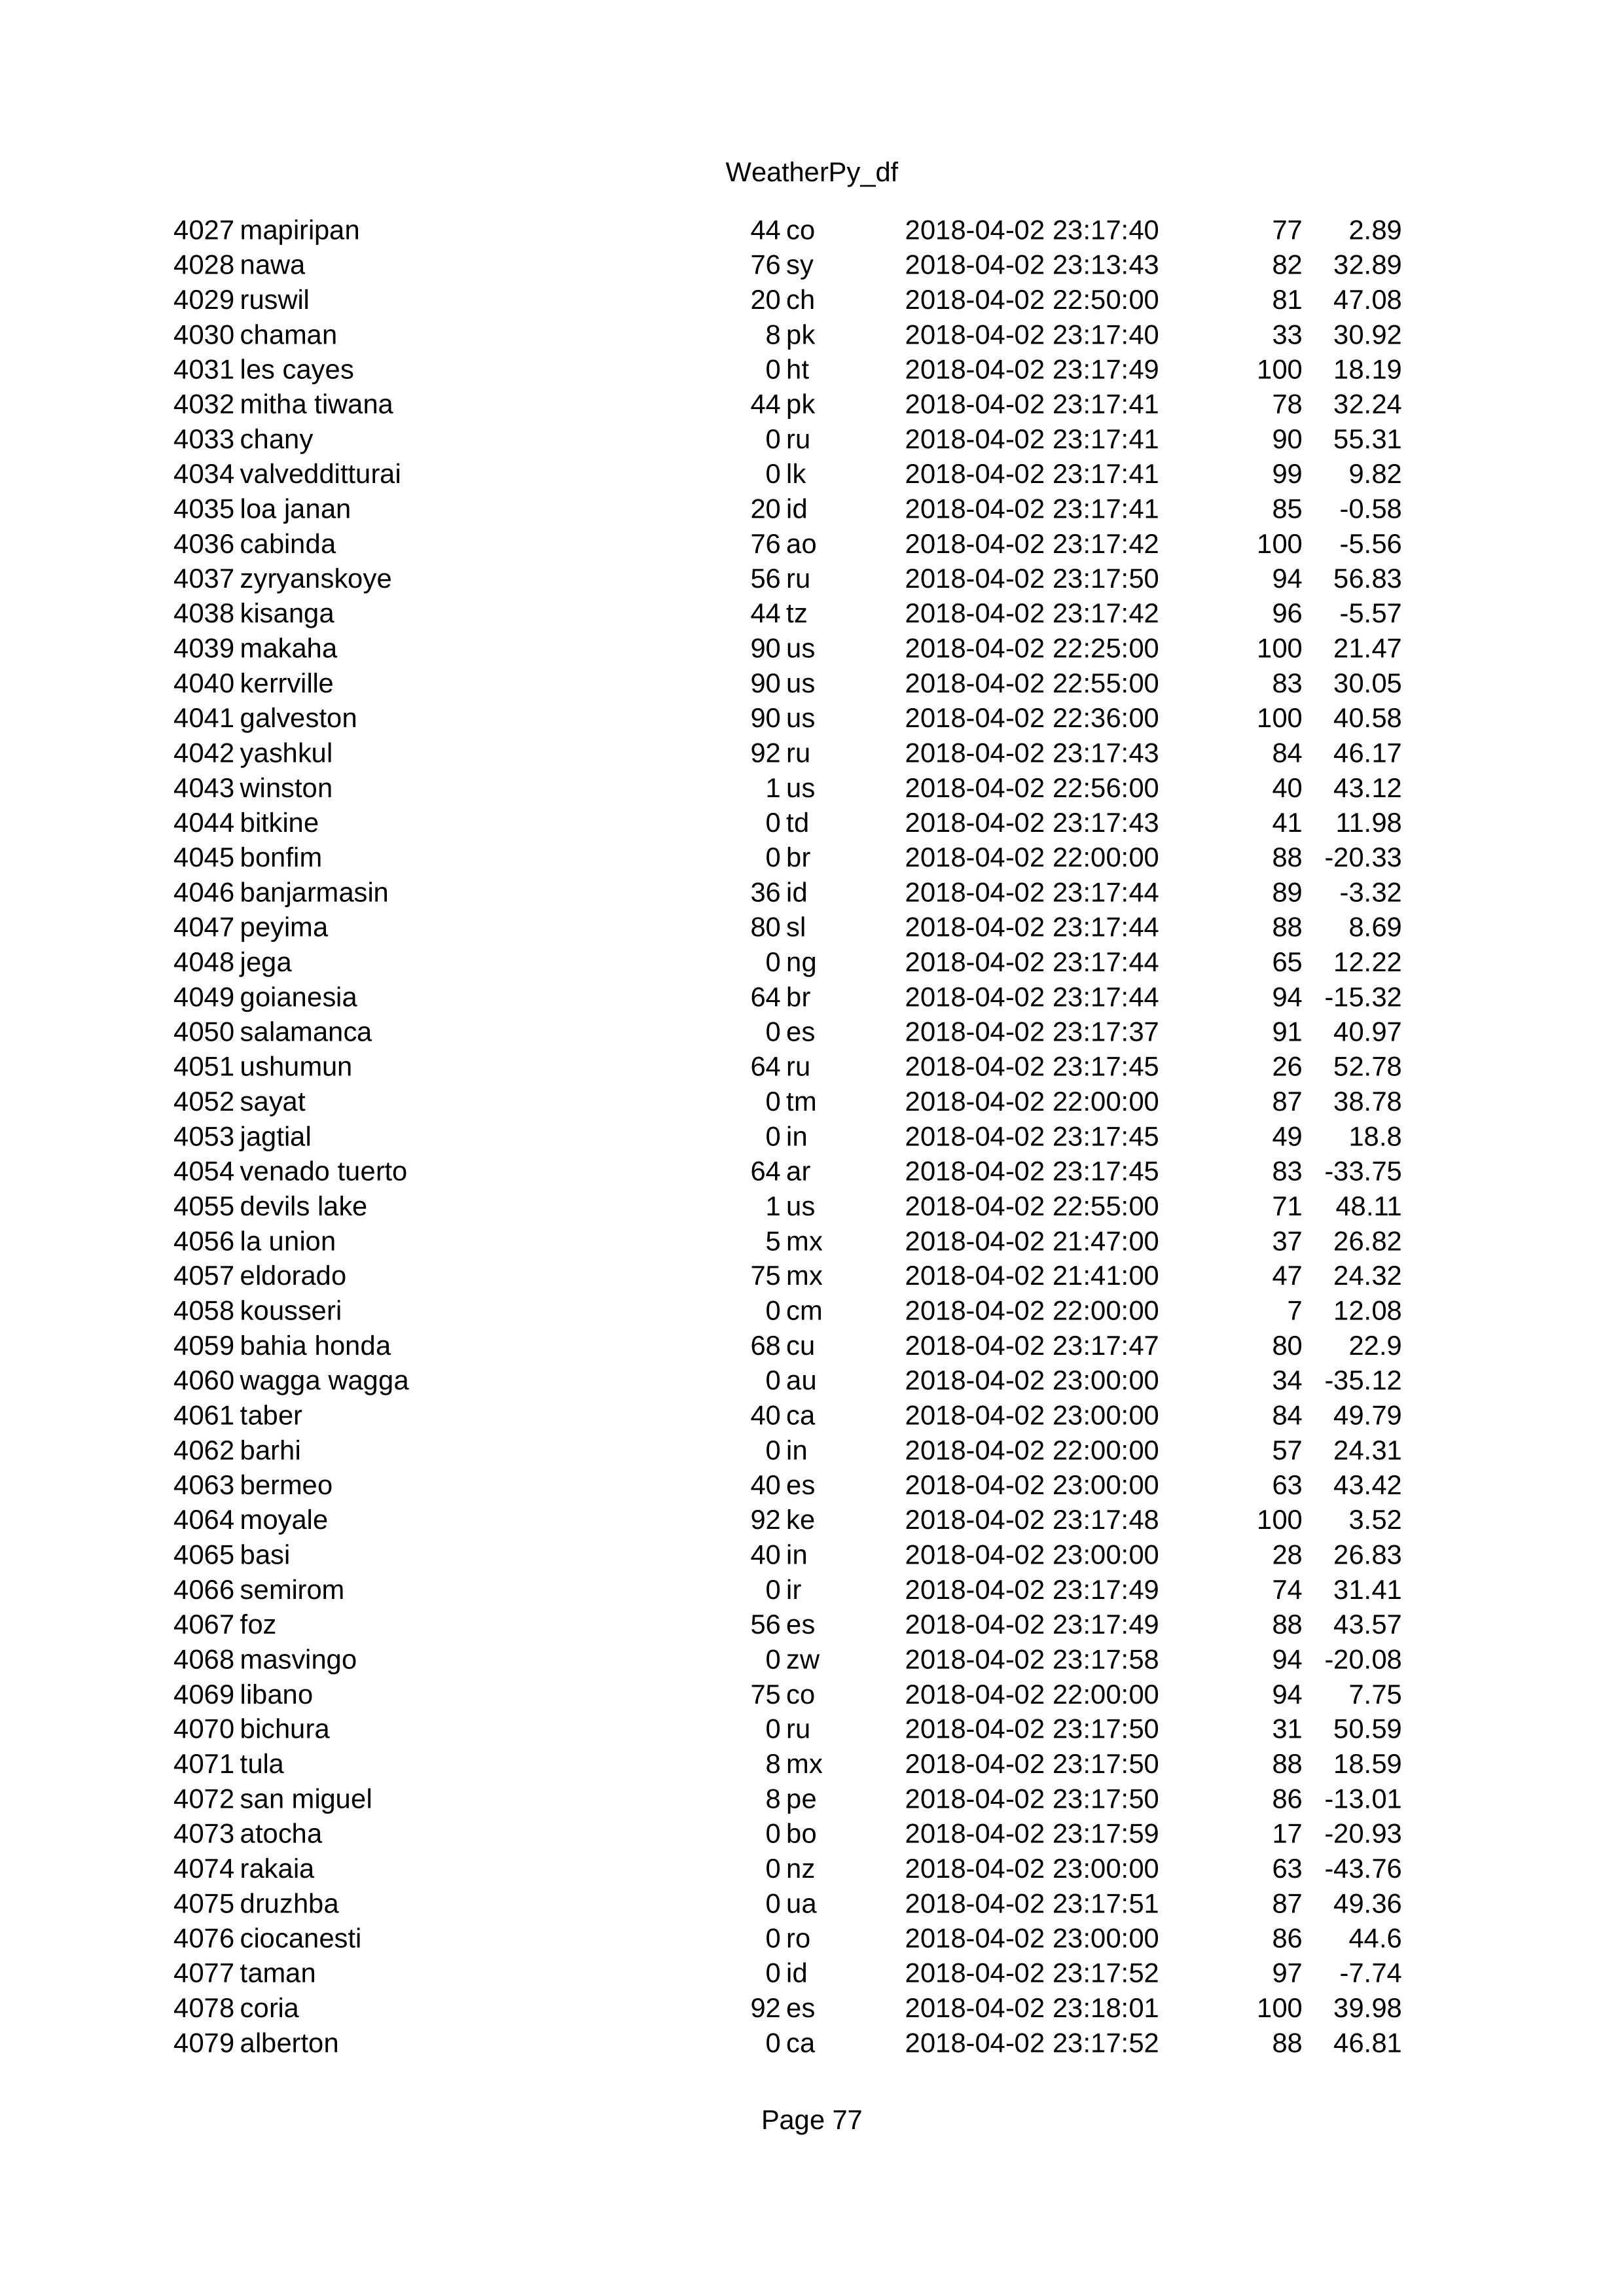 WeatherPy_df
4027 mapiripan 44 co 2018-04-02 23:17:40 77 2.89
4028 nawa 76 sy 2018-04-02 23:13:43 82 32.89
4029 ruswil 20 ch 2018-04-02 22:50:00 81 47.08
4030 chaman 8 pk 2018-04-02 23:17:40 33 30.92
4031 les cayes 0 ht 2018-04-02 23:17:49 100 18.19
4032 mitha tiwana 44 pk 2018-04-02 23:17:41 78 32.24
4033 chany 0 ru 2018-04-02 23:17:41 90 55.31
4034 valvedditturai 0 lk 2018-04-02 23:17:41 99 9.82
4035 loa janan 20 id 2018-04-02 23:17:41 85 -0.58
4036 cabinda 76 ao 2018-04-02 23:17:42 100 -5.56
4037 zyryanskoye 56 ru 2018-04-02 23:17:50 94 56.83
4038 kisanga 44 tz 2018-04-02 23:17:42 96 -5.57
4039 makaha 90 us 2018-04-02 22:25:00 100 21.47
4040 kerrville 90 us 2018-04-02 22:55:00 83 30.05
4041 galveston 90 us 2018-04-02 22:36:00 100 40.58
4042 yashkul 92 ru 2018-04-02 23:17:43 84 46.17
4043 winston 1 us 2018-04-02 22:56:00 40 43.12
4044 bitkine 0 td 2018-04-02 23:17:43 41 11.98
4045 bonfim 0 br 2018-04-02 22:00:00 88 -20.33
4046 banjarmasin 36 id 2018-04-02 23:17:44 89 -3.32
4047 peyima 80 sl 2018-04-02 23:17:44 88 8.69
4048 jega 0 ng 2018-04-02 23:17:44 65 12.22
4049 goianesia 64 br 2018-04-02 23:17:44 94 -15.32
4050 salamanca 0 es 2018-04-02 23:17:37 91 40.97
4051 ushumun 64 ru 2018-04-02 23:17:45 26 52.78
4052 sayat 0 tm 2018-04-02 22:00:00 87 38.78
4053 jagtial 0 in 2018-04-02 23:17:45 49 18.8
4054 venado tuerto 64 ar 2018-04-02 23:17:45 83 -33.75
4055 devils lake 1 us 2018-04-02 22:55:00 71 48.11
4056 la union 5 mx 2018-04-02 21:47:00 37 26.82
4057 eldorado 75 mx 2018-04-02 21:41:00 47 24.32
4058 kousseri 0 cm 2018-04-02 22:00:00 7 12.08
4059 bahia honda 68 cu 2018-04-02 23:17:47 80 22.9
4060 wagga wagga 0 au 2018-04-02 23:00:00 34 -35.12
4061 taber 40 ca 2018-04-02 23:00:00 84 49.79
4062 barhi 0 in 2018-04-02 22:00:00 57 24.31
4063 bermeo 40 es 2018-04-02 23:00:00 63 43.42
4064 moyale 92 ke 2018-04-02 23:17:48 100 3.52
4065 basi 40 in 2018-04-02 23:00:00 28 26.83
4066 semirom 0 ir 2018-04-02 23:17:49 74 31.41
4067 foz 56 es 2018-04-02 23:17:49 88 43.57
4068 masvingo 0 zw 2018-04-02 23:17:58 94 -20.08
4069 libano 75 co 2018-04-02 22:00:00 94 7.75
4070 bichura 0 ru 2018-04-02 23:17:50 31 50.59
4071 tula 8 mx 2018-04-02 23:17:50 88 18.59
4072 san miguel 8 pe 2018-04-02 23:17:50 86 -13.01
4073 atocha 0 bo 2018-04-02 23:17:59 17 -20.93
4074 rakaia 0 nz 2018-04-02 23:00:00 63 -43.76
4075 druzhba 0 ua 2018-04-02 23:17:51 87 49.36
4076 ciocanesti 0 ro 2018-04-02 23:00:00 86 44.6
4077 taman 0 id 2018-04-02 23:17:52 97 -7.74
4078 coria 92 es 2018-04-02 23:18:01 100 39.98
4079 alberton 0 ca 2018-04-02 23:17:52 88 46.81
Page 77